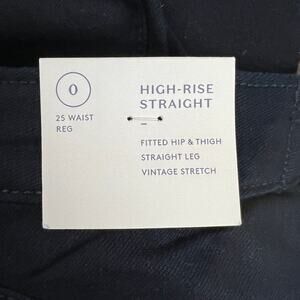 0
25 WAIST
REG
HIGH-RISE
STRAIGHT
FITTED HIP & THIGH
STRAIGHT LEG
VINTAGE STRETCH